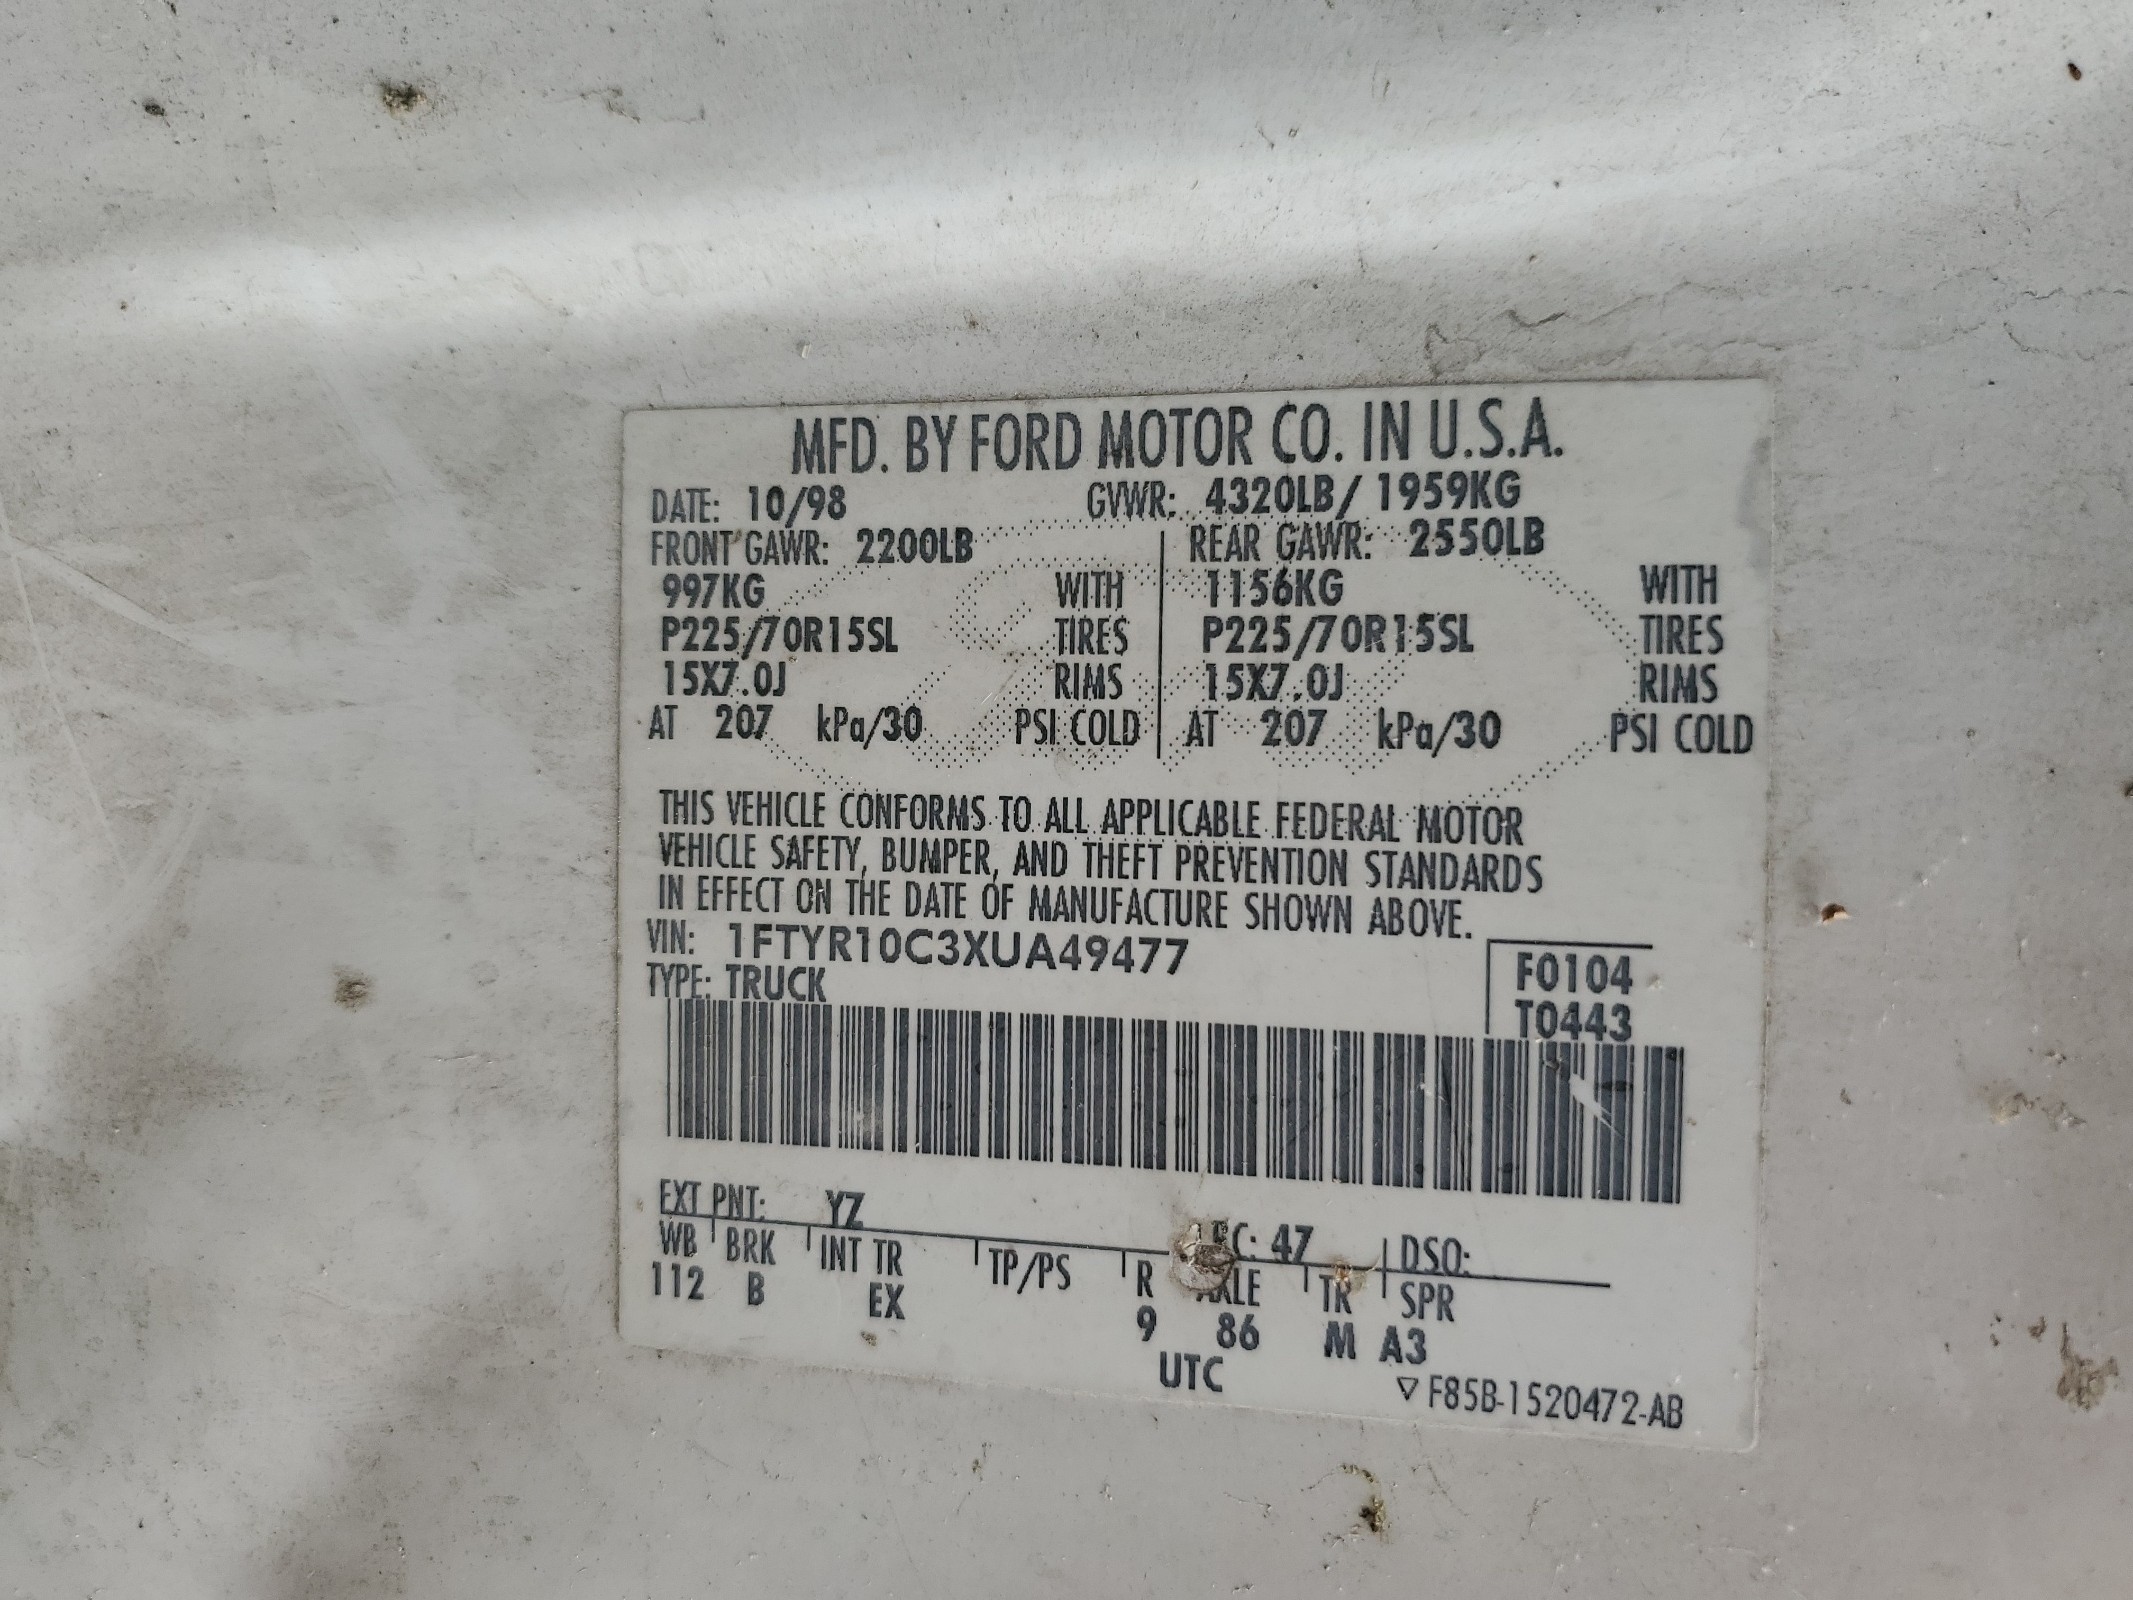 MFD. BY FORD MOTOR CO. IN U.S.A.
DATE: 10/98 GVWR: 4320LB/ 1959KG
FRONT GAWR: 2200LB REAR GAWR: 2550LB
997KG WITH 1156KG WITH
P225/70R15SL TIRES P225/70R15SL TIRES
15X7.0J RIMS 15X7.0J RIMS
AT 207 kPa/30 PSI COLD AT 207 kPa/30 PSI COLD
THIS VEHICLE CONFORMS TO ALL APPLICABLE FEDERAL MOTOR
VEHICLE SAFETY, BUMPER, AND THEFT PREVENTION STANDARDS
IN EFFECT ON THE DATE OF MANUFACTURE SHOWN ABOVE.
VIN: 1FTYR10C3XUA49477
TYPE: TRUCK
F0104
T0443
EXT PNT: YZ 47 DSO:
WB BRK INT TR TP/PS R AXLE TR SPR
112 B EX 9 86 M A3
UTC
▽ F85B-1520472-AB